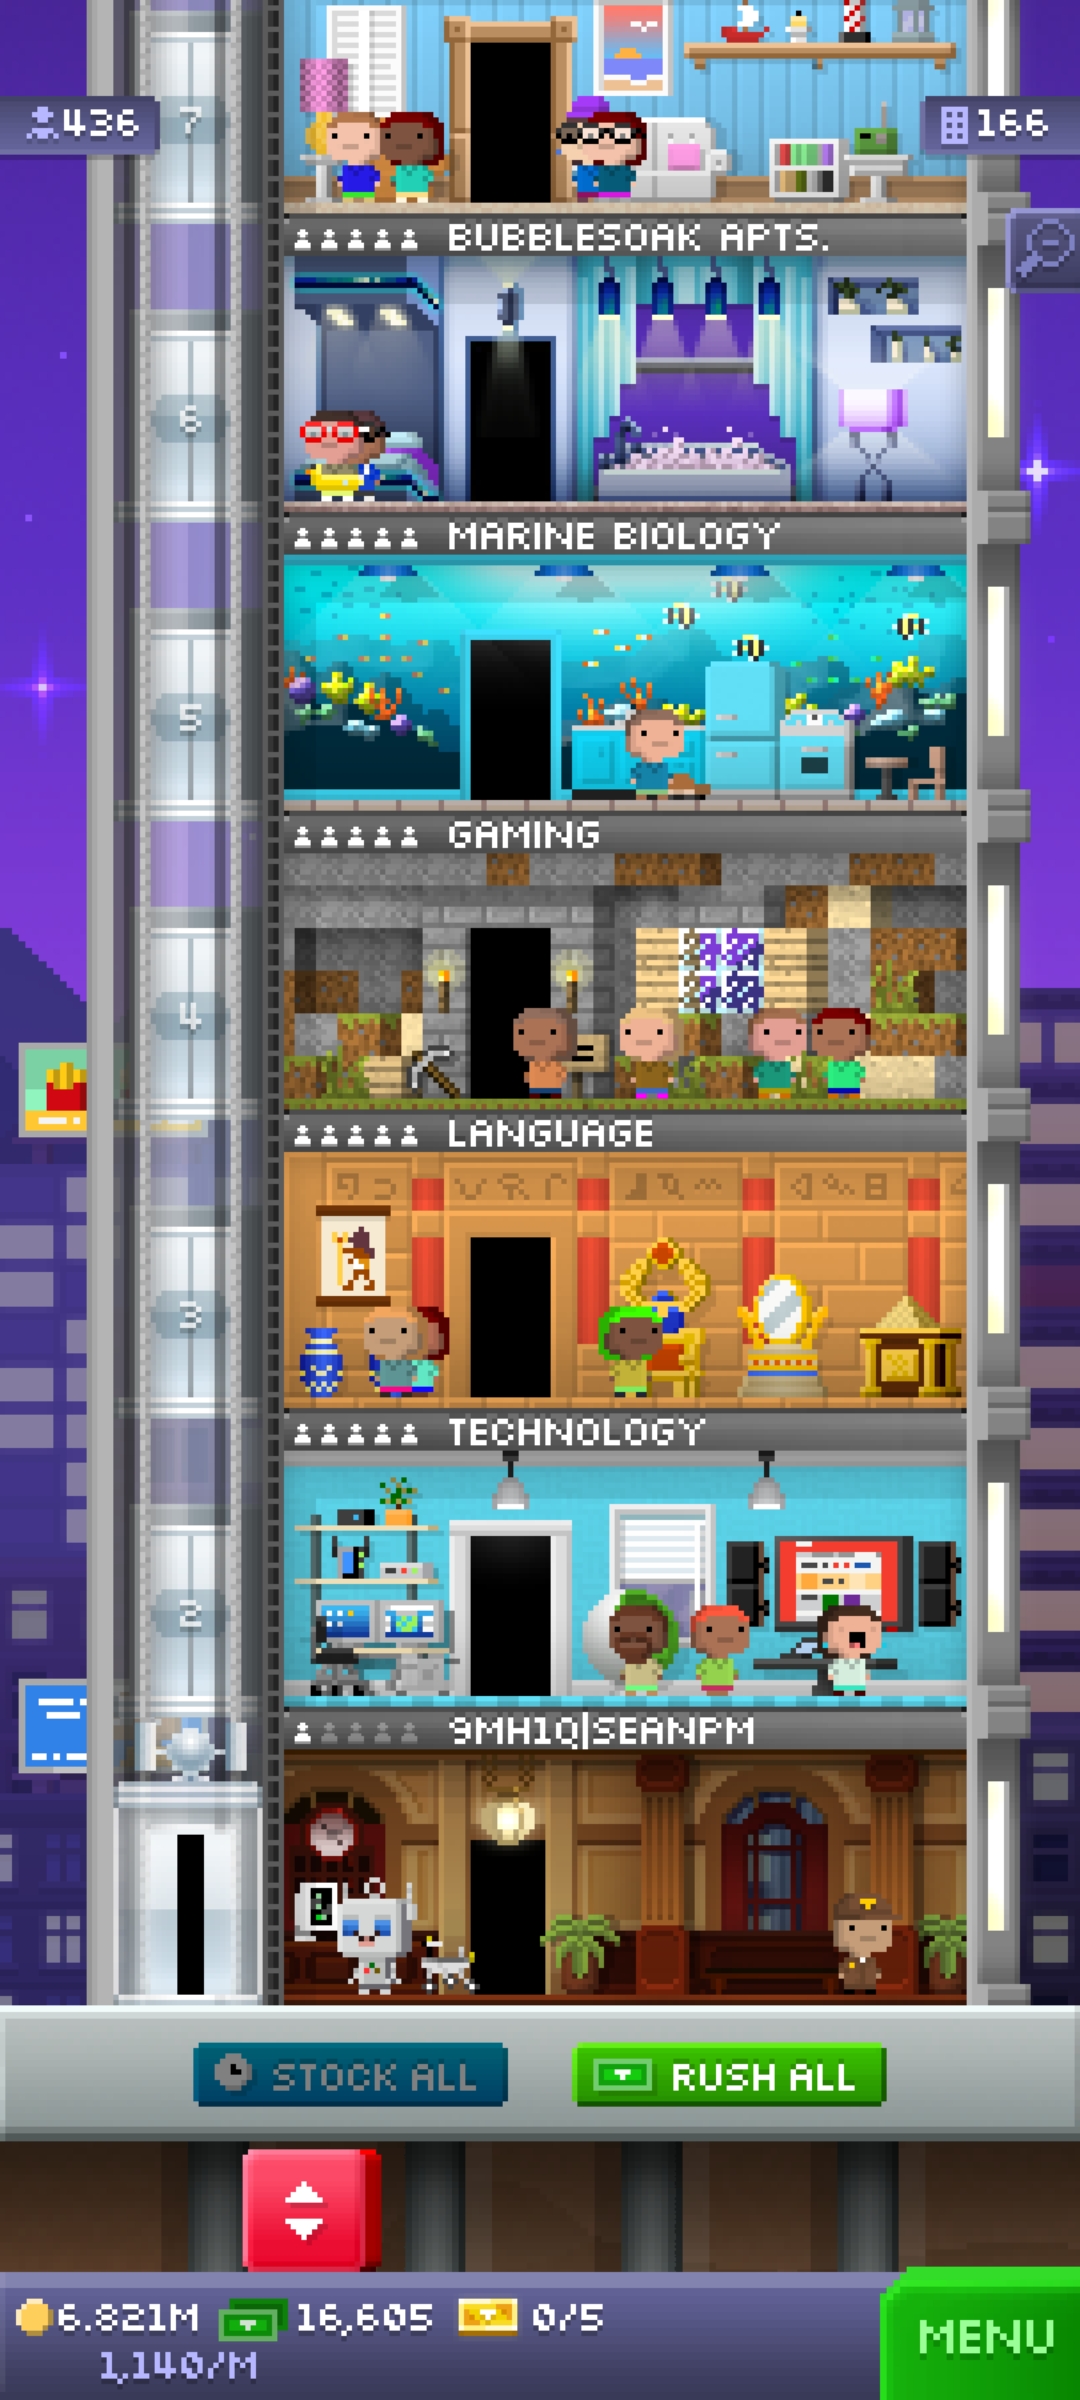 7
436
166
BUBBLESOAK APTS.
6
MARINE BIOLOGY
5
GAMING
4
LANGUAGE
3
TECHNOLOGY
2
9MH1Q|SEANPM
STOCK ALL
RUSH ALL
6.821M
16,605
0/5
1,140/M
MENU